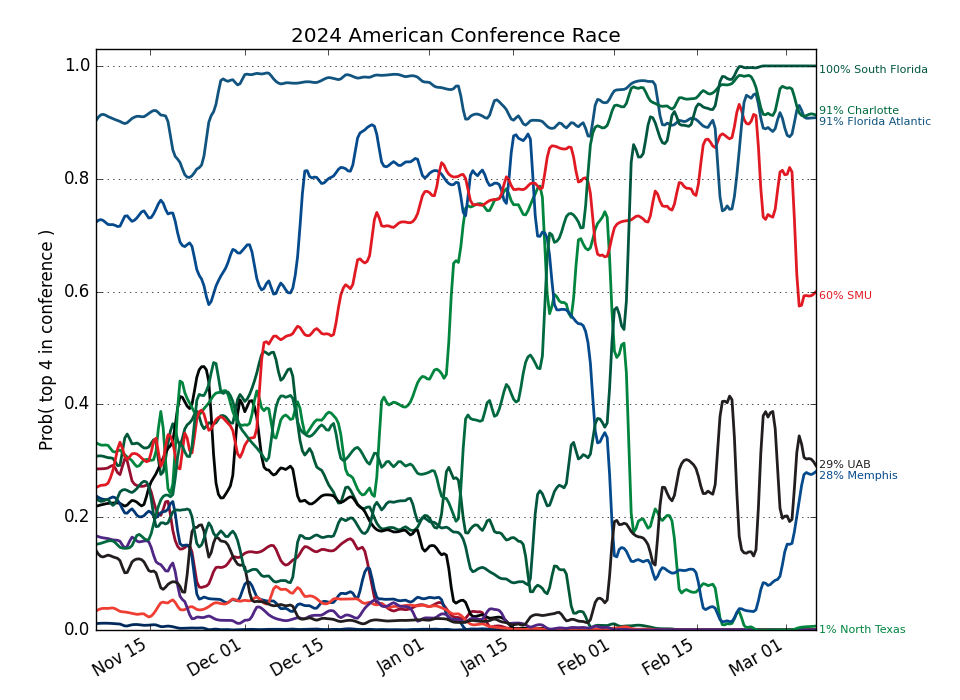 2024 American Conference Race
1.0
0.8
0.6
0.4
0.2
0.0
Prob( top 4 in conference )
100% South Florida
91% Charlotte
91% Florida Atlantic
60% SMU
29% UAB
28% Memphis
1% North Texas
Nov 15
Dec 01
Dec 15
Jan 01
Jan 15
Feb 01
Feb 15
Mar 01